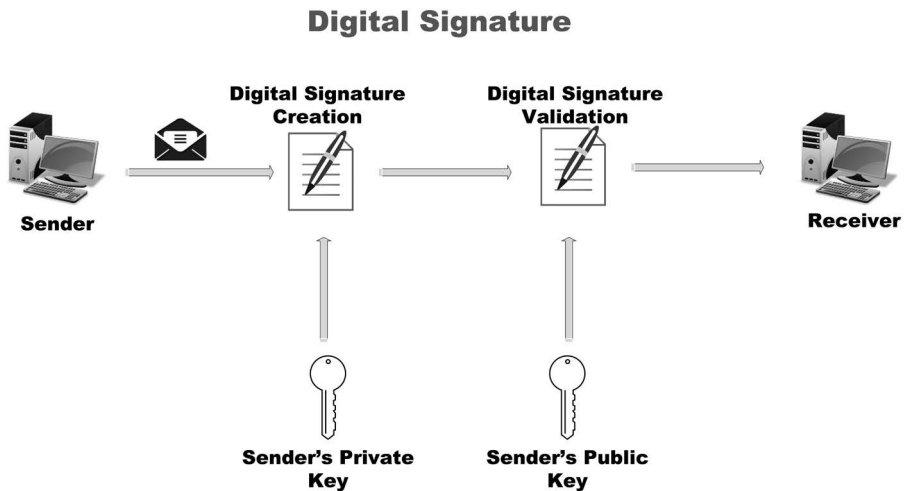 Digital Signature
Digital Signature
Creation
Digital Signature
Validation
Sender
Receiver
Sender's Private
Key
Sender's Public
Key